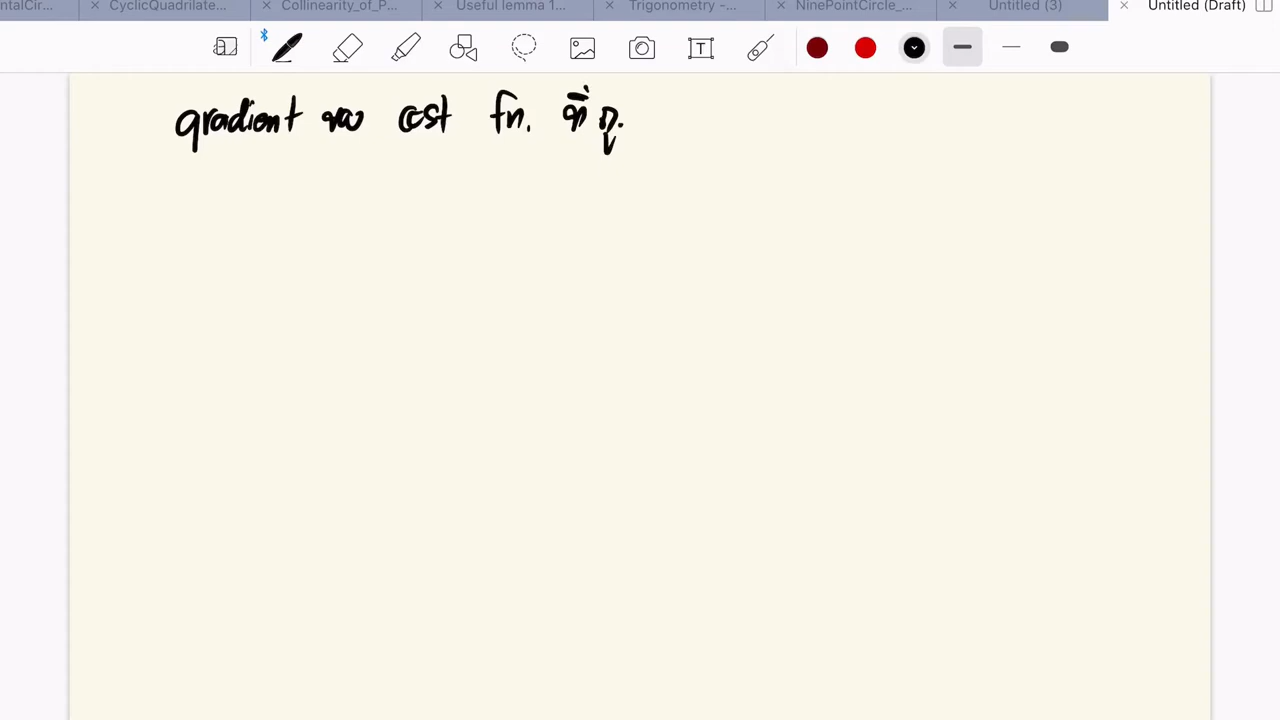 ntalCir... CyclicQuadrilate... Collinearity_of_P... Useful lemma 1... Trigonometry -... NinePointCircle_... Untitled (3) Untitled (Draft)
T
gradient ของ cost fn. ที่